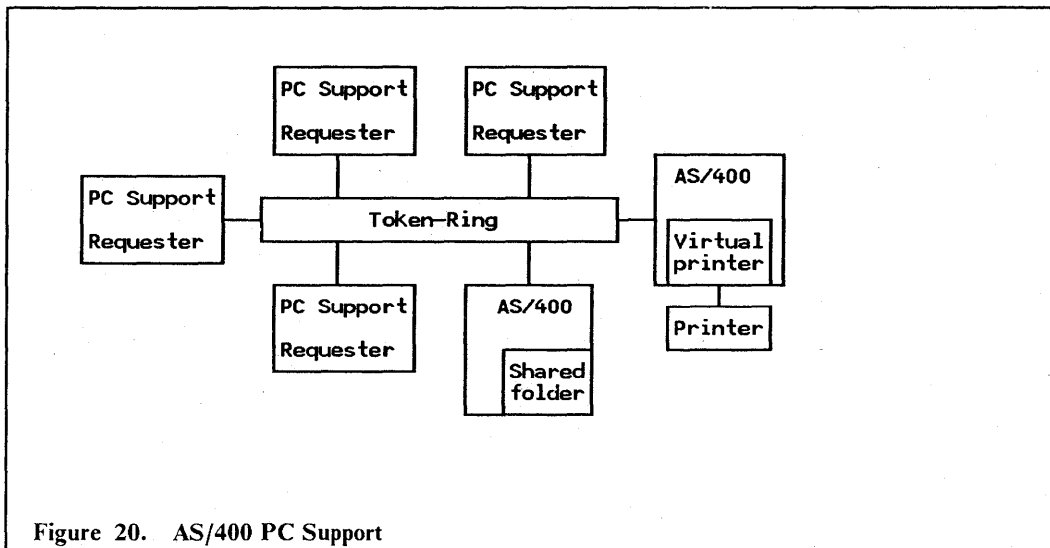 PC Support
Requester
PC Support
Requester
PC Support
Requester
AS/400
Virtual
printer
Printer
Token-Ring
PC Support
Requester
AS/400
Shared
folder
Figure 20. AS/400 PC Support